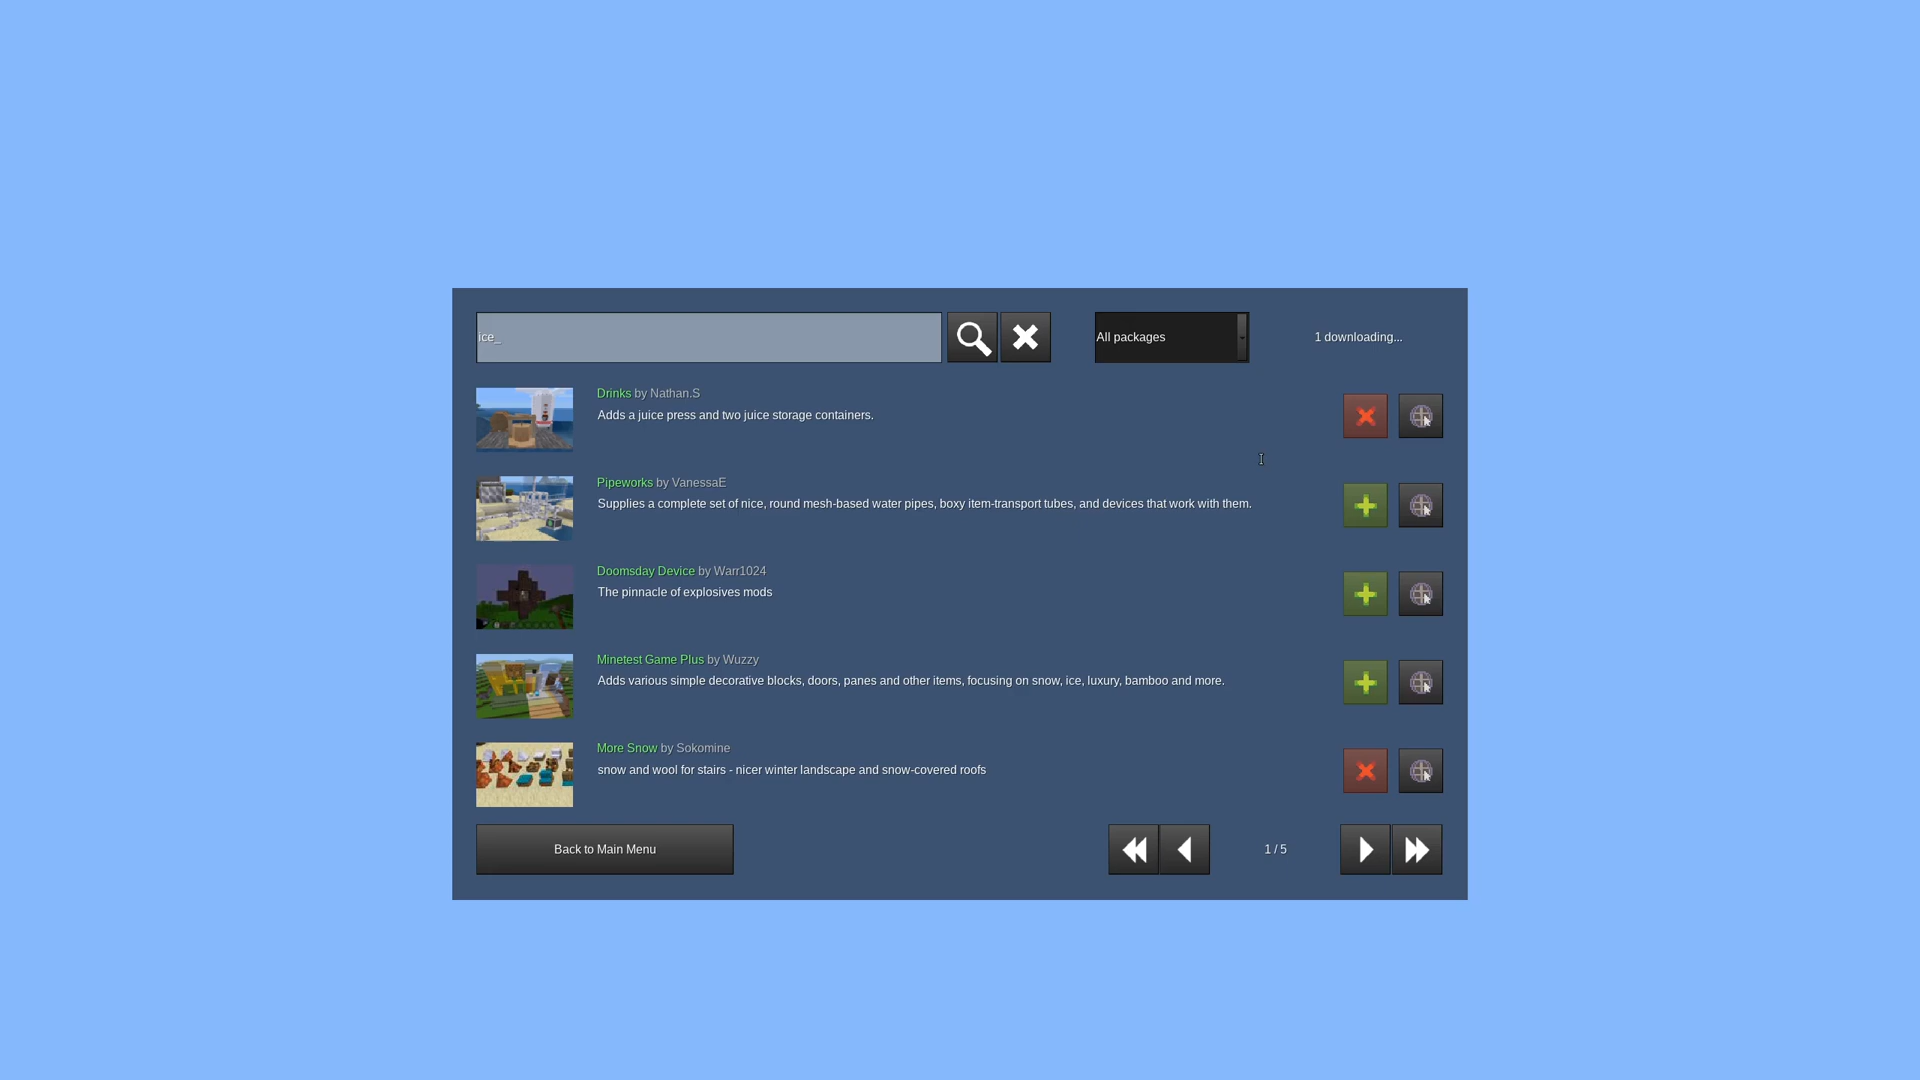 ice_
All packages
1 downloading...
Drinks by Nathan.S
Adds a juice press and two juice storage containers.
Pipeworks by VanessaE
Supplies a complete set of nice, round mesh-based water pipes, boxy item-transport tubes, and devices that work with them.
Doomsday Device by Warr1024
The pinnacle of explosives mods
Minetest Game Plus by Wuzzy
Adds various simple decorative blocks, doors, panes and other items, focusing on snow, ice, luxury, bamboo and more.
More Snow by Sokomine
snow and wool for stairs - nicer winter landscape and snow-covered roofs
Back to Main Menu
1 / 5